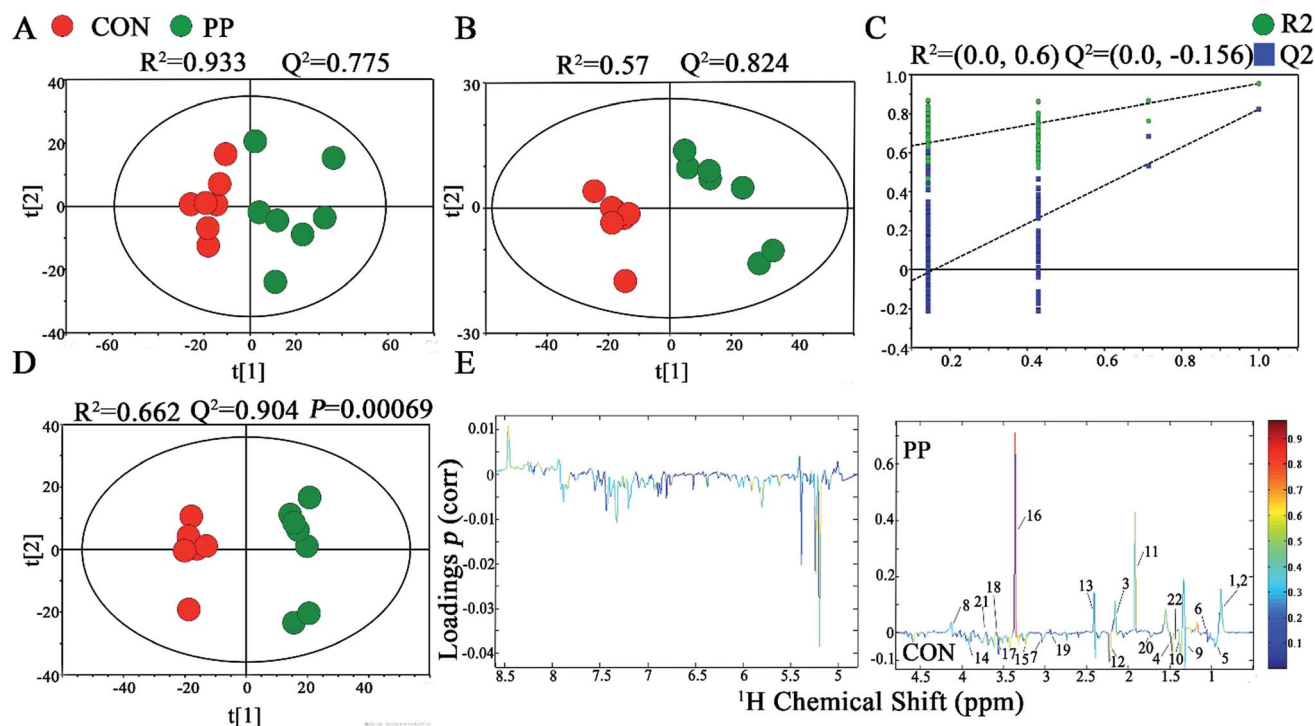 A CON PP
R²=0.933 Q²=0.775
40
20
0
-20
-40
-80 -60 -40 -20 0 20 40 60 80
t[2]
t[1]
B
R²=0.57 Q²=0.824
30
0
-30
-60 -40 -20 0 20 40 60
t[2]
t[1]
C R2
R²=(0.0, 0.6) Q²=(0.0, -0.156) Q2
1.0
0.8
0.6
0.4
0.2
0
-0.2
-0.4
0.2 0.4 0.6 0.8 1.0
D
R²=0.662 Q²=0.904 P=0.00069
40
20
0
-20
-40
-60 -40 -20 0 20 40 60
t[2]
t[1]
E
Loadings p (corr)
0.01
0
-0.01
-0.02
-0.03
-0.04
8.5 8 7.5 7 6.5 6 5.5 5
PP
CON
0.6
0.4
0.2
0
-0.1
16
11
13 3 22 6 1,2
8 21 18
14 17 15 7 19 12 20 4 10 9 5
4.5 4 3.5 3 2.5 2 1.5 1
0.9
0.8
0.7
0.6
0.5
0.4
0.3
0.2
0.1
0
¹H Chemical Shift (ppm)